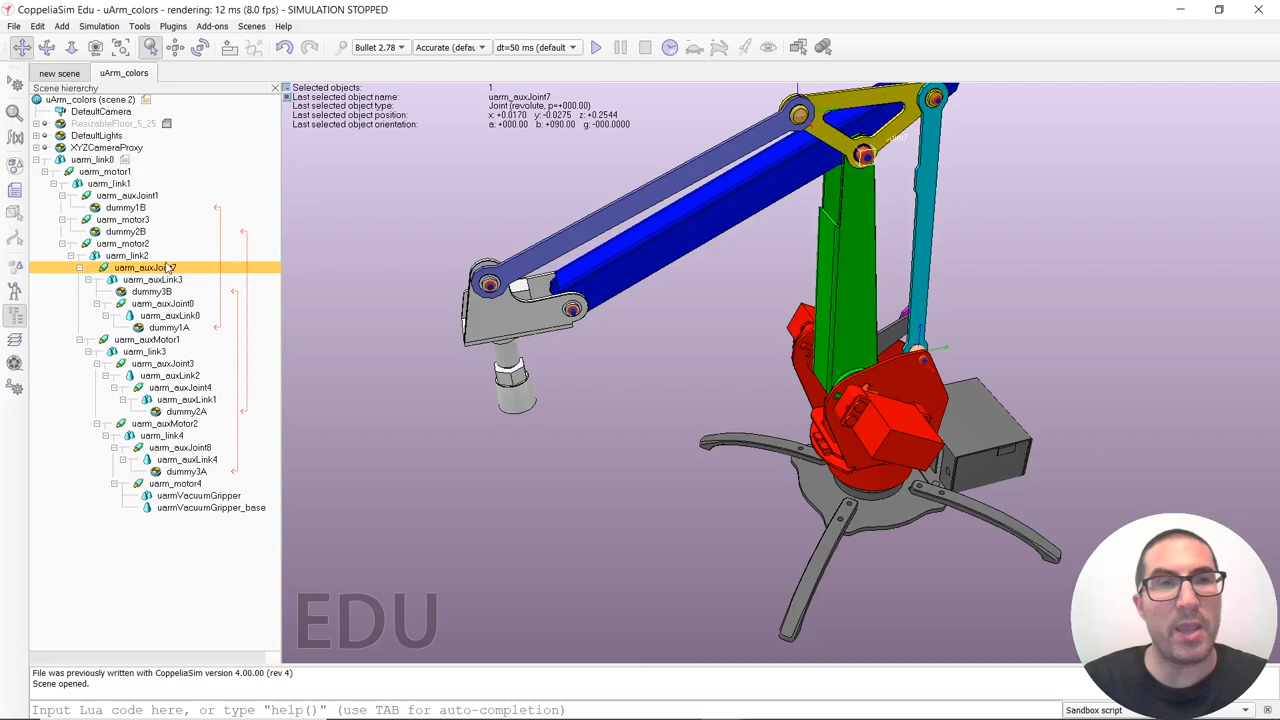 CoppeliaSim Edu - uArm_colors - rendering: 12 ms (8.0 fps) - SIMULATION STOPPED
File Edit Add Simulation Tools Plugins Add-ons Scenes Help
Bullet 2.78 Accurate (defau dt=50 ms (default
new scene uArm_colors
Scene hierarchy
uArm_colors (scene 2)
DefaultCamera
ResizableFloor_5_25
DefaultLights
XYZCameraProxy
uarm_link0
uarm_motor1
uarm_link1
uarm_auxJoint1
dummy1B
uarm_motor3
dummy2B
uarm_motor2
uarm_link2
uarm_auxJoint7
uarm_auxLink3
dummy3B
uarm_auxJoint0
uarm_auxLink0
dummy1A
uarm_auxMotor1
uarm_link3
uarm_auxJoint3
uarm_auxLink2
uarm_auxJoint4
uarm_auxLink1
dummy2A
uarm_auxMotor2
uarm_link4
uarm_auxJoint8
uarm_auxLink4
dummy3A
uarm_motor4
uarmVacuumGripper
uarmVacuumGripper_base
Selected objects: 1
Last selected object name: uarm_auxJoint7
Last selected object type: Joint (revolute, p=+000.00)
Last selected object position: x: +0.0170 y: -0.0275 z: +0.2544
Last selected object orientation: a: +000.00 b: +090.00 g: -000.0000
EDU
File was previously written with CoppeliaSim version 4.00.00 (rev 4)
Scene opened.
Input Lua code here, or type "help()" (use TAB for auto-completion)
Sandbox script